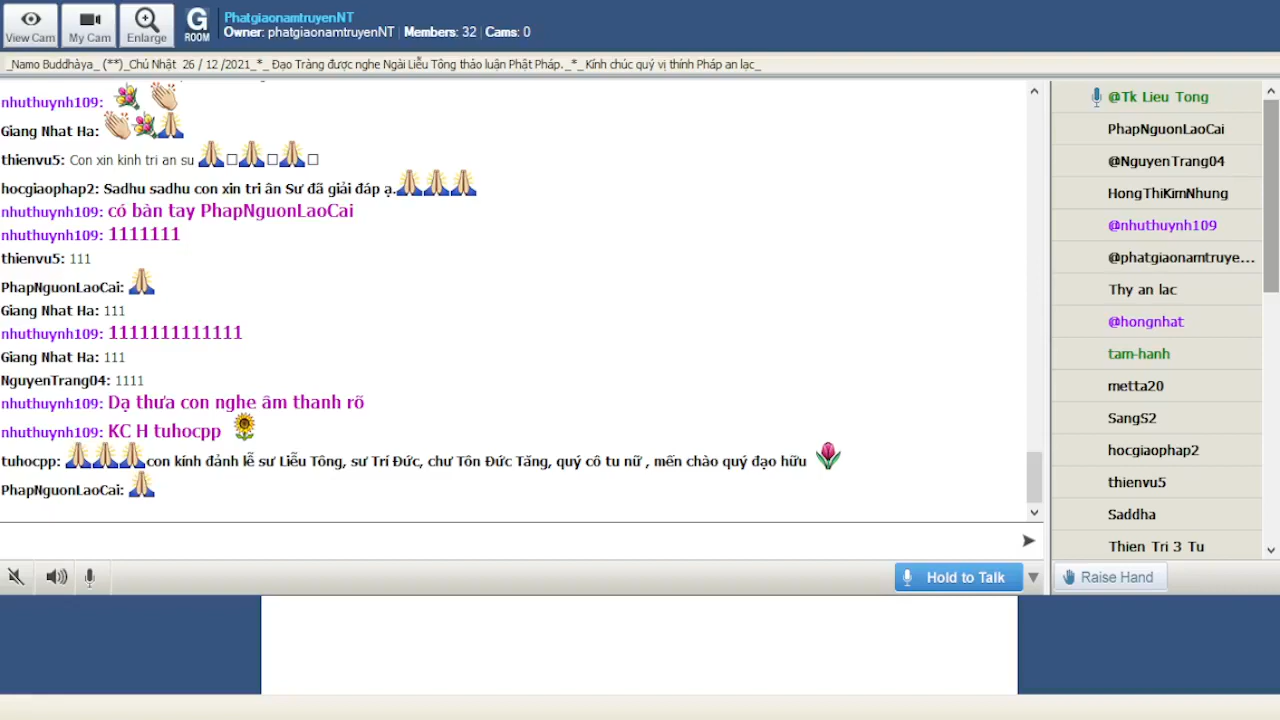 View Cam
My Cam
Enlarge
G
ROOM
PhatgiaonamtruyenNT
Owner: phatgiaonamtruyenNT | Members: 32 | Cams: 0
_Namo Buddhàya_ (**)_Chủ Nhật 26 / 12 /2021_*_ Đạo Tràng được nghe Ngài Liễu Tông thảo luận Phật Pháp._*_Kính chúc quý vị thính Pháp an lạc_
nhuthuynh109:
Giang Nhat Ha:
thienvu5: Con xin kinh tri an su
hocgiaophap2: Sadhu sadhu con xin tri ân Sư đã giải đáp ạ.
nhuthuynh109: có bàn tay PhapNguonLaoCai
nhuthuynh109: 1111111
thienvu5: 111
PhapNguonLaoCai:
Giang Nhat Ha: 111
nhuthuynh109: 1111111111111
Giang Nhat Ha: 111
NguyenTrang04: 1111
nhuthuynh109: Dạ thưa con nghe âm thanh rõ
nhuthuynh109: KC H tuhocpp
tuhocpp: con kính đảnh lễ sư Liễu Tông, sư Trí Đức, chư Tôn Đức Tăng, quý cô tu nữ , mến chào quý đạo hữu
PhapNguonLaoCai:
Hold to Talk
@Tk Lieu Tong
PhapNguonLaoCai
@NguyenTrang04
HongThiKimNhung
@nhuthuynh109
@phatgiaonamtruye...
Thy an lac
@hongnhat
tam-hanh
metta20
SangS2
hocgiaophap2
thienvu5
Saddha
Thien Tri 3 Tu
Raise Hand